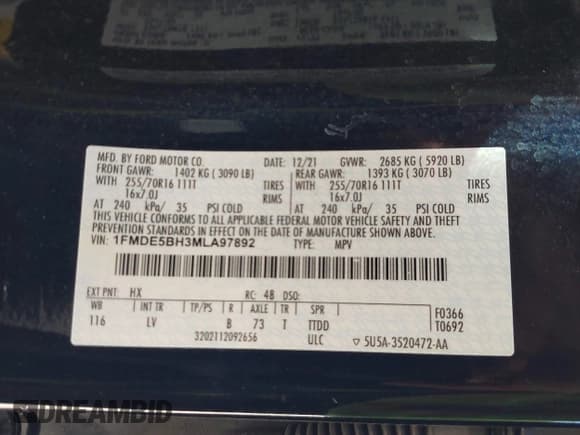 MFD. BY FORD MOTOR CO.
DATE: 12/21 GVWR: 2685 KG ( 5920 LB)
FRONT GAWR: 1402 KG ( 3090 LB) REAR GAWR: 1393 KG ( 3070 LB)
WITH 255/70R16 111T TIRES WITH 255/70R16 111T TIRES
16x7.0J RIMS 16x7.0J RIMS
AT 240 kPa/ 35 PSI COLD AT 240 kPa/ 35 PSI COLD
THIS VEHICLE CONFORMS TO ALL APPLICABLE FEDERAL MOTOR VEHICLE SAFETY AND THEFT
PREVENTION STANDARDS IN EFFECT ON THE DATE OF MANUFACTURE SHOWN ABOVE.
VIN: 1FMDE5BH3MLA97892 TYPE: MPV
EXT PNT: HX RC: 48 DSO:
WB INT TR TP/PS R AXLE TR SPR F0366
116 LV B 73 T TTDD T0692
3202112092656 ULC ▽ 5U5A-3520472-AA
DREAMBID